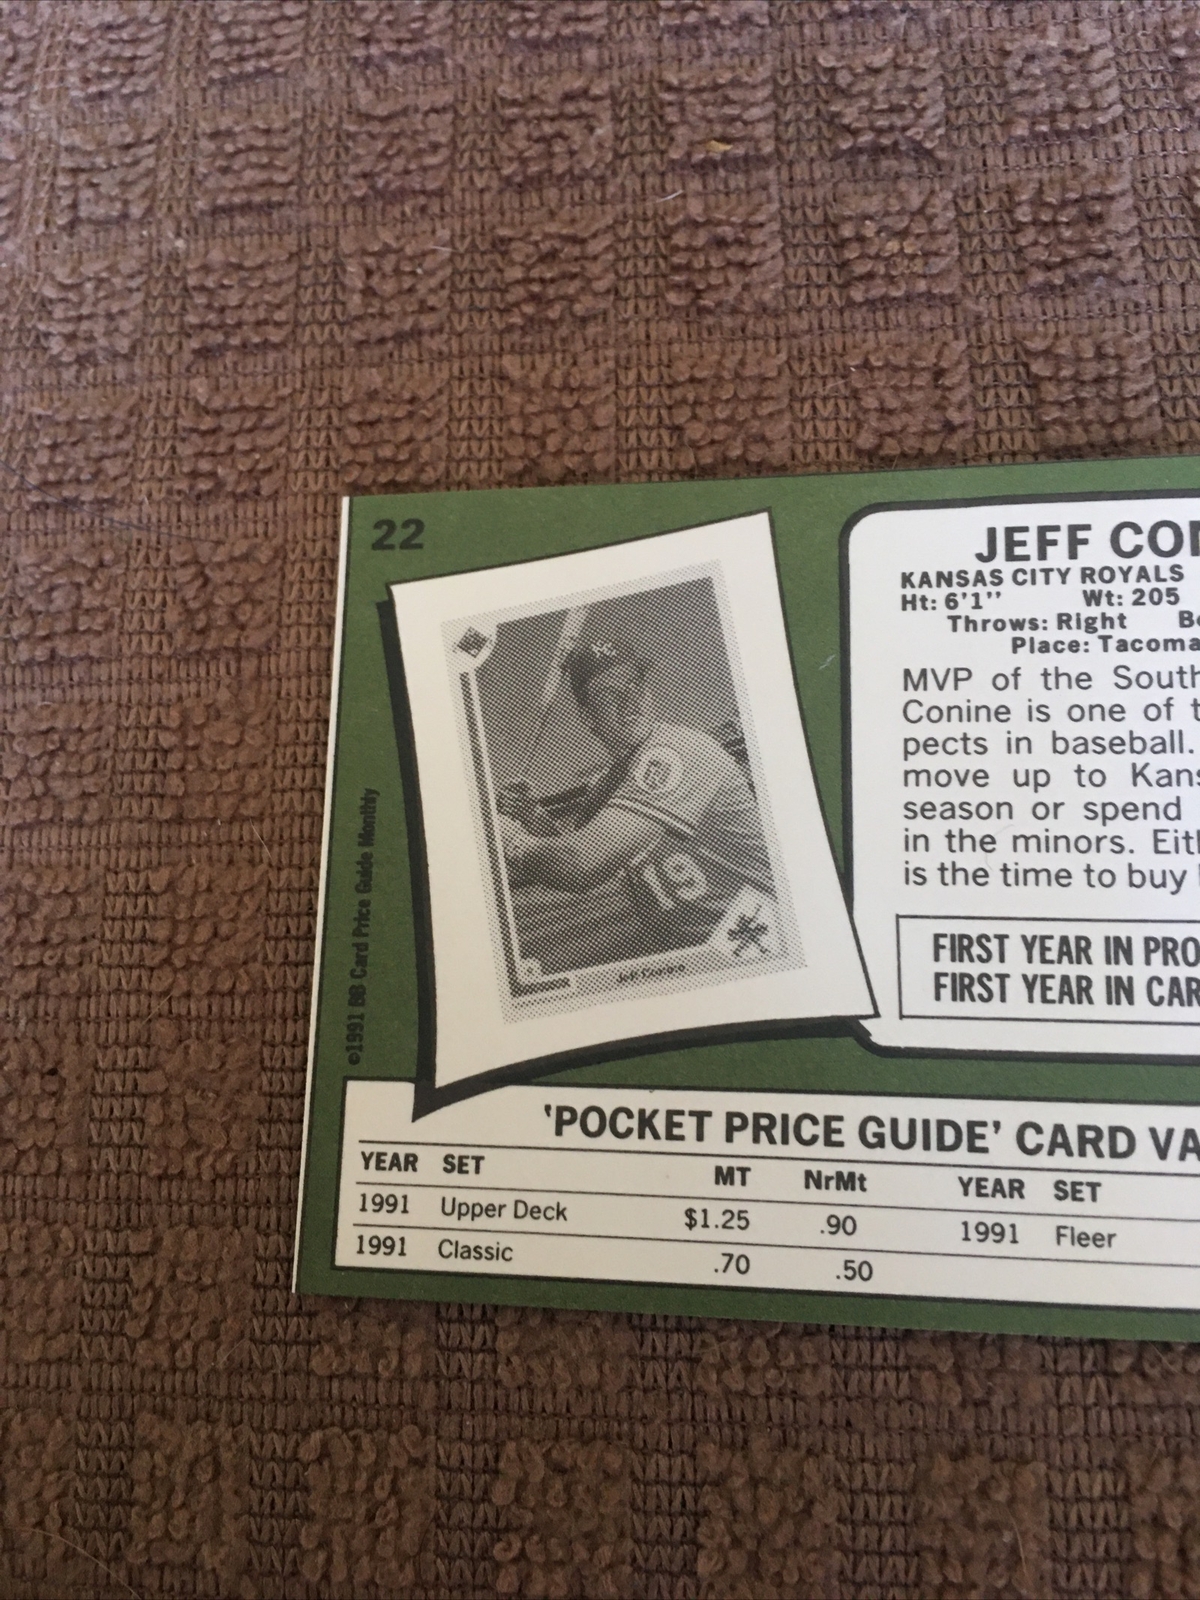 22
JEFF CO
KANSAS CITY ROYALS
Ht: 6'1" Wt: 205
Throws: Right B
Place: Tacoma
MVP of the South
Conine is one of t
pects in baseball.
move up to Kans
season or spend
in the minors. Eit
is the time to buy
FIRST YEAR IN PRO
FIRST YEAR IN CAR
©1991 BB Card Price Guide Monthly
19
Jeff Conine
'POCKET PRICE GUIDE' CARD VA
YEAR SET MT NrMt YEAR SET
1991 Upper Deck $1.25 .90 1991 Fleer
1991 Classic .70 .50